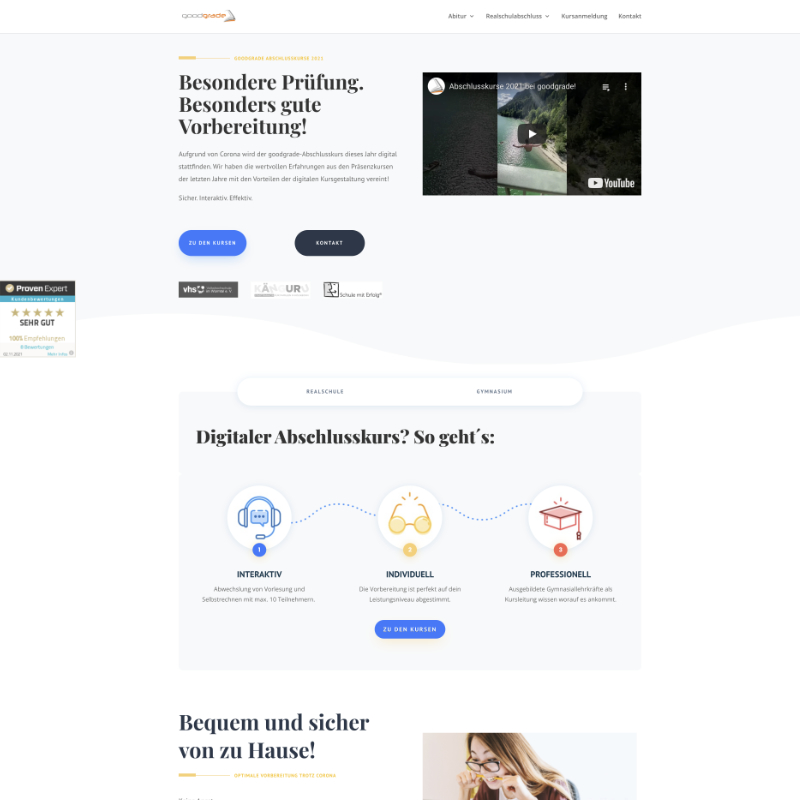 goodgrade
Abitur
Realschulabschluss
Kursanmeldung
Kontakt
GOODGRADE ABSCHLUSSKURSE 2021
Besondere Prüfung.
Besonders gute
Vorbereitung!
Aufgrund von Corona wird der goodgrade-Abschlusskurs dieses Jahr digital
stattfinden. Wir haben die wertvollen Erfahrungen aus den Präsenzkursen
der letzten Jahre mit den Vorteilen der digitalen Kursgestaltung vereint!
Sicher. Interaktiv. Effektiv.
Abschlusskurse 2021 bei goodgrade!
YouTube
ZU DEN KURSEN
KONTAKT
vhs
KÄNGURU
Schule mit Erfolg®
ProvenExpert
Kundenbewertungen
SEHR GUT
100% Empfehlungen
Bewertungen
Mehr Infos
REALSCHULE
GYMNASIUM
Digitaler Abschlusskurs? So geht´s:
1
2
3
INTERAKTIV
Abwechslung von Vorlesung und
Selbstrechnen mit max. 10 Teilnehmern.
INDIVIDUELL
Die Vorbereitung ist perfekt auf dein
Leistungsniveau abgestimmt.
PROFESSIONELL
Ausgebildete Gymnasiallehrkräfte als
Kursleitung wissen worauf es ankommt.
ZU DEN KURSEN
Bequem und sicher
von zu Hause!
OPTIMALE VORBEREITUNG TROTZ CORONA